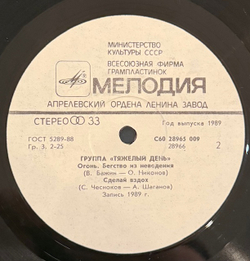 МИНИСТЕРСТВО
КУЛЬТУРЫ СССР
ВСЕСОЮЗНАЯ ФИРМА
ГРАМПЛАСТИНОК
МЕЛОДИЯ
АПРЕЛЕВСКИЙ ОРДЕНА ЛЕНИНА ЗАВОД
СТЕРЕО 33
Год выпуска 1989
ГОСТ 5289-88
С60 28965 009
Гр. 3. 2-25
28966
2
ГРУППА «ТЯЖЕЛЫЙ ДЕНЬ»
Огонь. Бегство из неведения
(В. Бажин — О. Никонов)
Сделай вздох
(С. Чесноков — А. Шаганов)
Запись 1989 г.